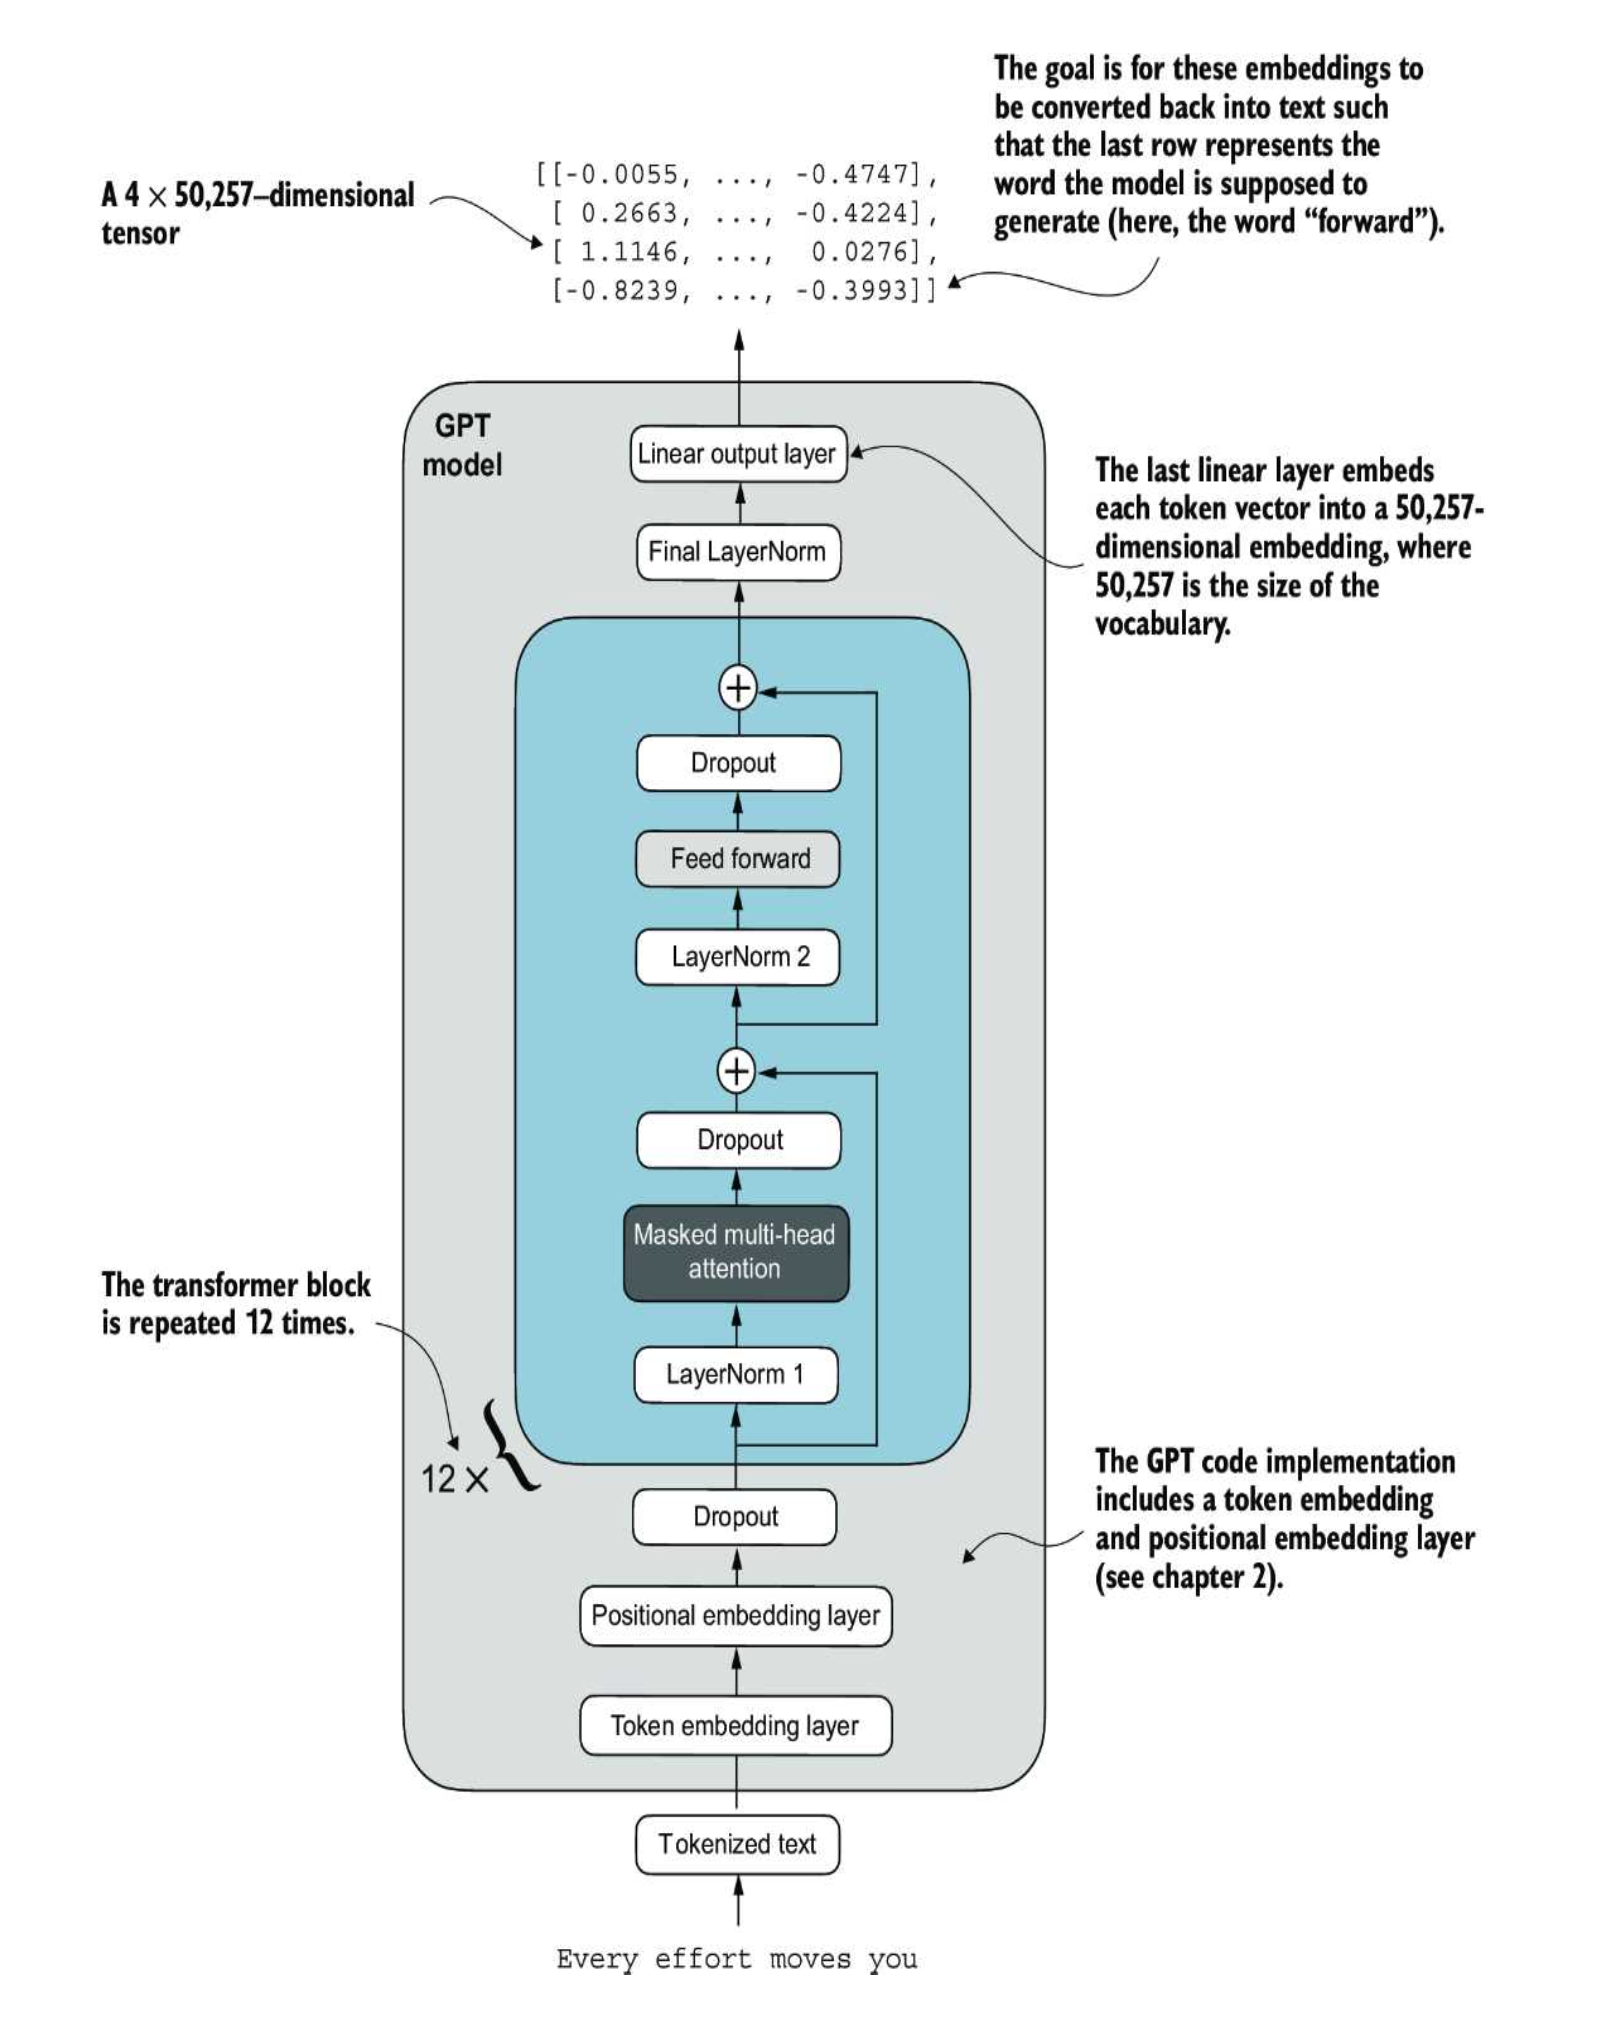 The goal is for these embeddings to
be converted back into text such
that the last row represents the
word the model is supposed to
generate (here, the word “forward”).
A 4 × 50,257–dimensional
tensor
[[-0.0055, ..., -0.4747],
[ 0.2663, ..., -0.4224],
[ 1.1146, ..., 0.0276],
[-0.8239, ..., -0.3993]]
GPT
model
Linear output layer
The last linear layer embeds
each token vector into a 50,257-
dimensional embedding, where
50,257 is the size of the
vocabulary.
Final LayerNorm
+
Dropout
Feed forward
LayerNorm 2
+
Dropout
Masked multi-head
attention
The transformer block
is repeated 12 times.
LayerNorm 1
12 × {
Dropout
The GPT code implementation
includes a token embedding
and positional embedding layer
(see chapter 2).
Positional embedding layer
Token embedding layer
Tokenized text
Every effort moves you